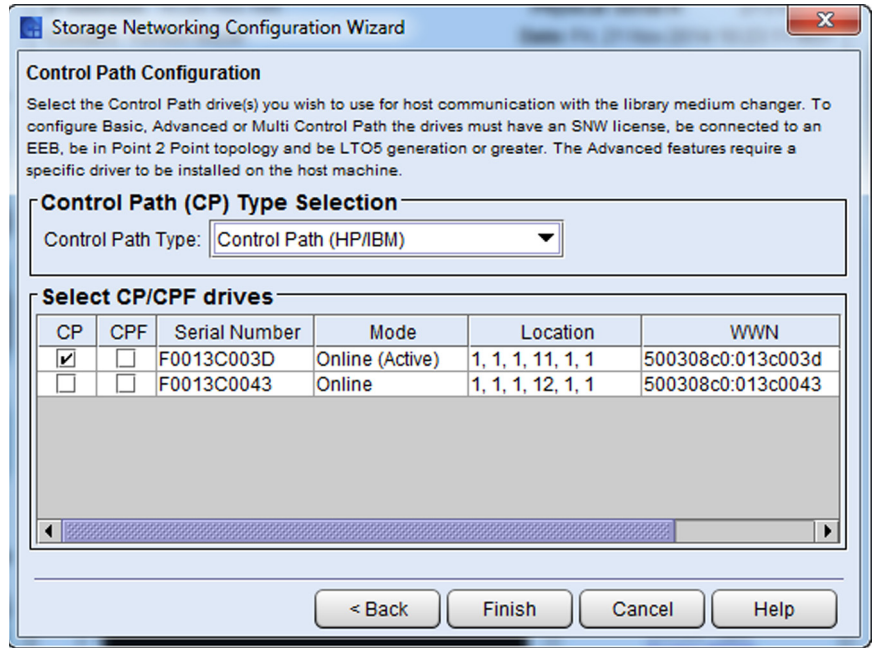 Storage Networking Configuration Wizard
Control Path Configuration
Select the Control Path drive(s) you wish to use for host communication with the library medium changer. To
configure Basic, Advanced or Multi Control Path the drives must have an SNW license, be connected to an
EEB, be in Point 2 Point topology and be LTO5 generation or greater. The Advanced features require a
specific driver to be installed on the host machine.
Control Path (CP) Type Selection
Control Path Type: Control Path (HP/IBM)
Select CP/CPF drives
CP CPF Serial Number Mode Location WWN
F0013C003D Online (Active) 1, 1, 1, 11, 1, 1 500308c0:013c003d
F0013C0043 Online 1, 1, 1, 12, 1, 1 500308c0:013c0043
< Back Finish Cancel Help